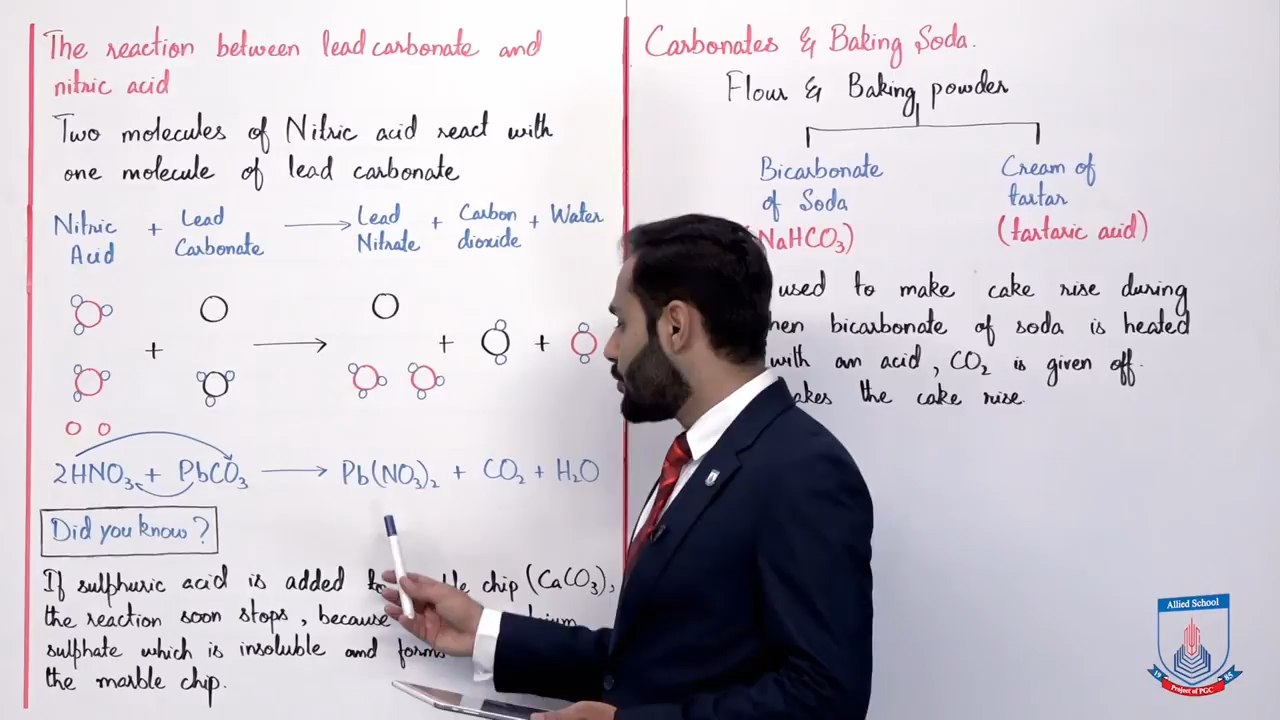 The reaction between lead carbonate and
nitric acid
Two molecules of Nitric acid react with
one molecule of lead carbonate
Nitric Acid + Lead Carbonate → Lead Nitrate + Carbon dioxide + Water
+ → + +
2HNO₃ + PbCO₃ → Pb(NO₃)₂ + CO₂ + H₂O
Did you know?
If sulphuric acid is added chip (CaCO₃),
the reaction soon stops, because
sulphate which is insoluble and forms
the marble chip.
Carbonates & Baking Soda.
Flour & Baking powder
Bicarbonate
of Soda
(NaHCO₃)
Cream of
tartar
(tartaric acid)
used to make cake rise during
bicarbonate of soda is heated
with an acid, CO₂ is given off.
the cake rise.
Allied School
19 85
Project of PGC